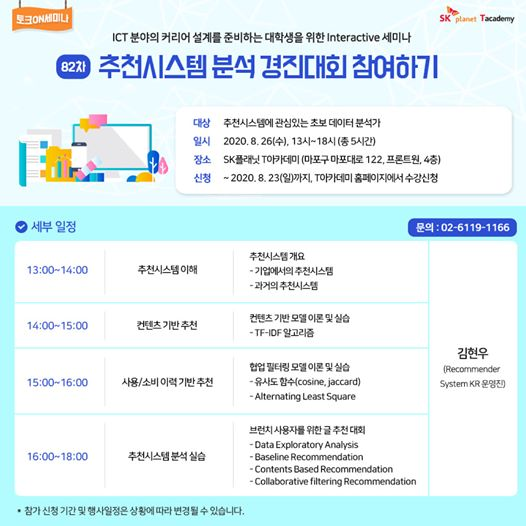 토크ON세미나
SK planet Tacademy
ICT 분야의 커리어 설계를 준비하는 대학생을 위한 Interactive 세미나
82차 추천시스템 분석 경진대회 참여하기
대상 추천시스템에 관심있는 초보 데이터 분석가
일시 2020. 8. 26(수), 13시~18시 (총 5시간)
장소 SK플래닛 T아카데미 (마포구 마포대로 122, 프론트원, 4층)
신청 ~ 2020. 8. 23(일)까지, T아카데미 홈페이지에서 수강신청
세부 일정
문의 : 02-6119-1166
13:00~14:00
추천시스템 이해
추천시스템 개요
- 기업에서의 추천시스템
- 과거의 추천시스템
14:00~15:00
컨텐츠 기반 추천
컨텐츠 기반 모델 이론 및 실습
- TF-IDF 알고리즘
15:00~16:00
사용/소비 이력 기반 추천
협업 필터링 모델 이론 및 실습
- 유사도 함수(cosine, jaccard)
- Alternating Least Square
16:00~18:00
추천시스템 분석 실습
브런치 사용자를 위한 글 추천 대회
- Data Exploratory Analysis
- Baseline Recommendation
- Contents Based Recommendation
- Collaborative filtering Recommendation
김현우
(Recommender
System KR 운영진)
* 참가 신청 기간 및 행사일정은 상황에 따라 변경될 수 있습니다.